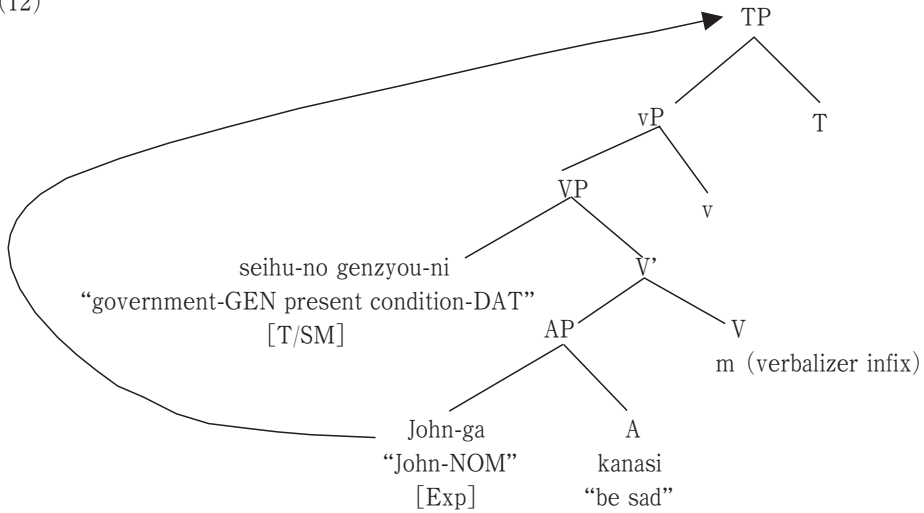 (12)
TP
vP
T
VP
v
seihu-no genzyou-ni
V’
“government-GEN present condition-DAT”
[T/SM]
AP
V
m (verbalizer infix)
John-ga
A
“John-NOM”
kanasi
[Exp]
“be sad”